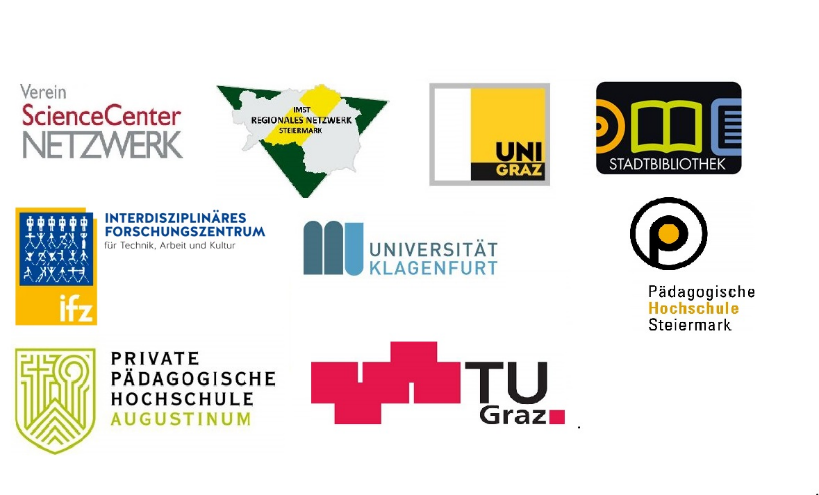 Verein
ScienceCenter
NETZWERK
IMST
REGIONALES NETZWERK
STEIERMARK
UNI
GRAZ
STADTBIBLIOTHEK
INTERDISZIPLINÄRES
FORSCHUNGSZENTRUM
für Technik, Arbeit und Kultur
ifz
UNIVERSITÄT
KLAGENFURT
Pädagogische
Hochschule
Steiermark
PRIVATE
PÄDAGOGISCHE
HOCHSCHULE
AUGUSTINUM
TU
Graz